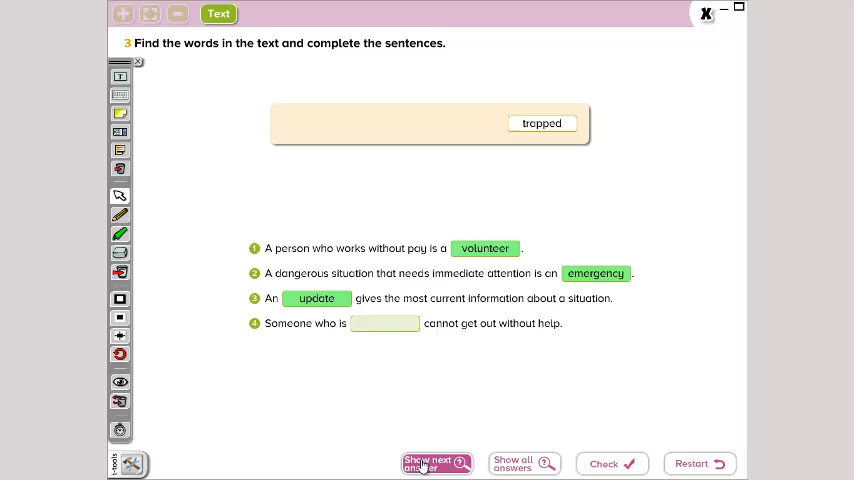 Text
3 Find the words in the text and complete the sentences.
trapped
1 A person who works without pay is a volunteer.
2 A dangerous situation that needs immediate attention is an emergency.
3 An update gives the most current information about a situation.
4 Someone who is cannot get out without help.
t-tools
Show next answer
Show all answers
Check
Restart